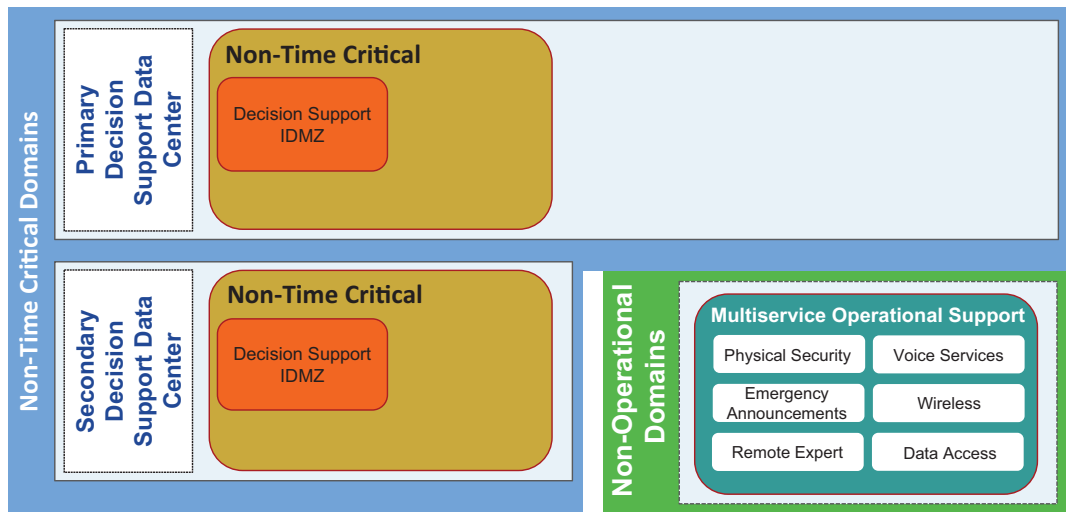 Non-Time Critical Domains
Primary
Decision
Support Data
Center
Non-Time Critical
Decision Support
IDMZ
Secondary
Decision
Support Data
Center
Non-Time Critical
Decision Support
IDMZ
Non-Operational
Domains
Multiservice Operational Support
Physical Security
Voice Services
Emergency
Announcements
Wireless
Remote Expert
Data Access